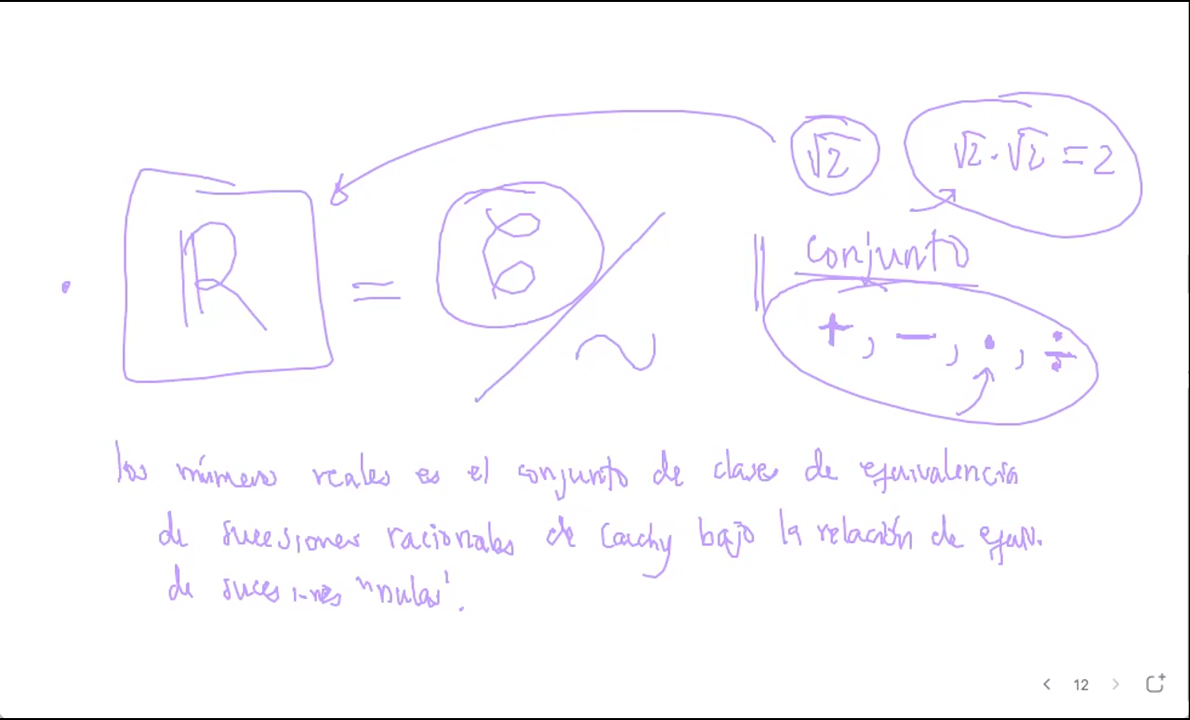 √2 √2 · √2 = 2
ℝ = 𝒞 / ~
conjunto
+, −, ·, ÷
los número reales es el conjunto de clase de equivalencia
de sucesiones racionales de Cauchy bajo la relación de equiv.
de sucesiones "nulas".
12